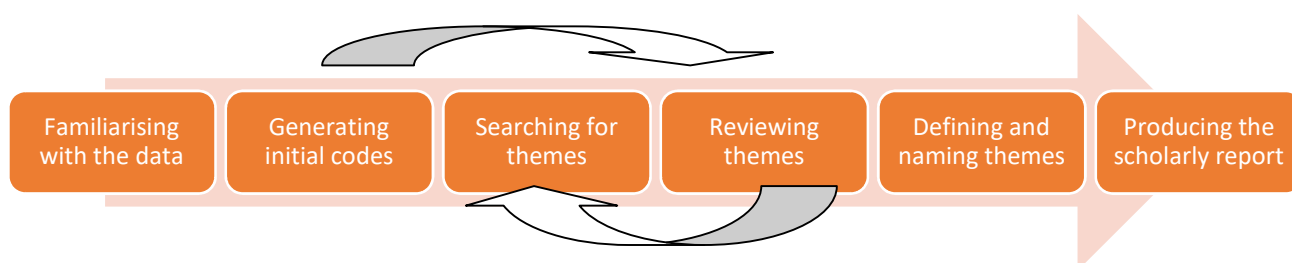 Familiarising
with the data
Generating
initial codes
Searching for
themes
Reviewing
themes
Defining and
naming themes
Producing the
scholarly report